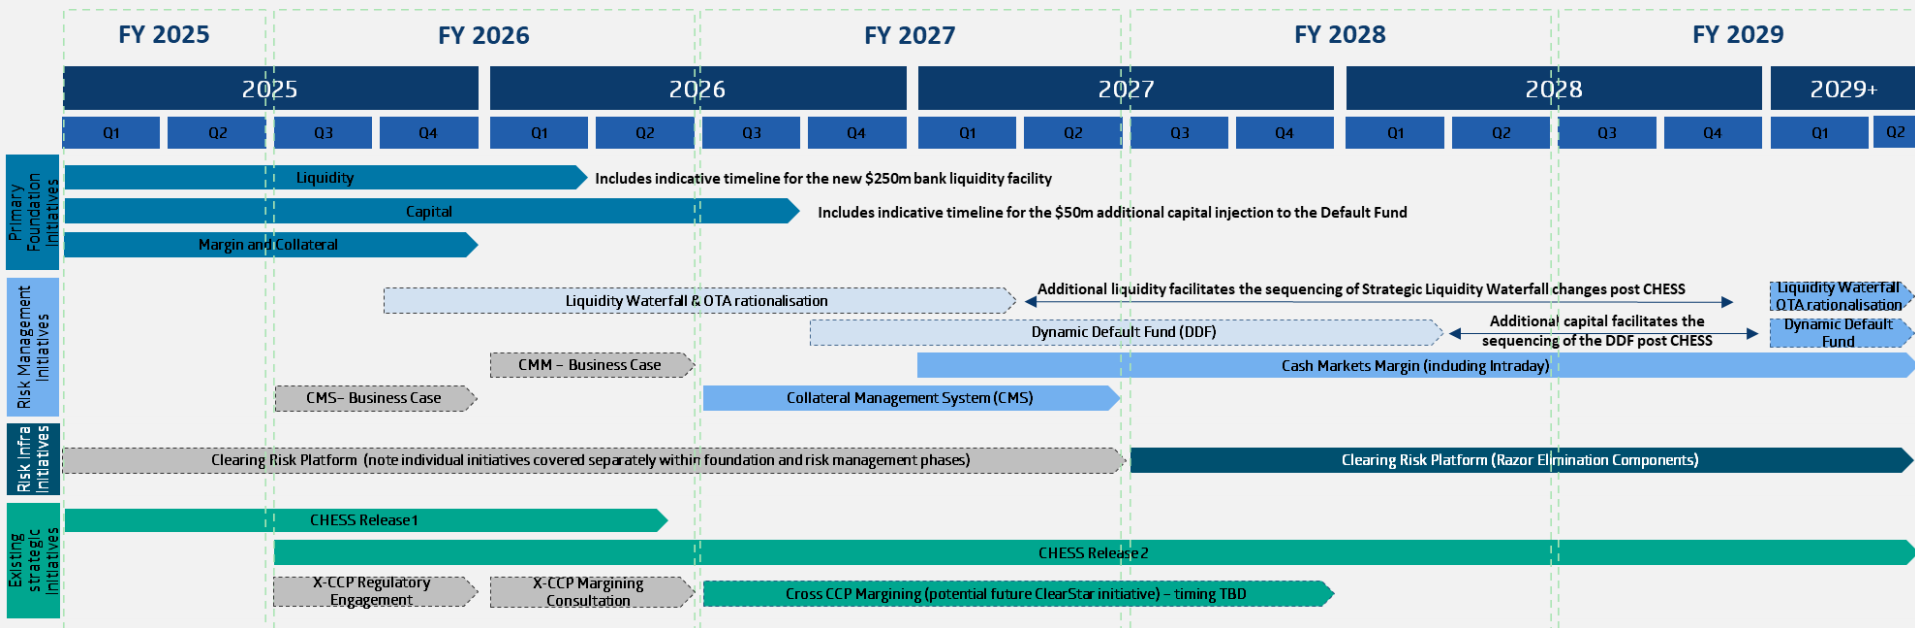 FY 2025
FY 2026
FY 2027
FY 2028
FY 2029
2025
2026
2027
2028
2029+
Q1
Q2
Q3
Q4
Q1
Q2
Q3
Q4
Q1
Q2
Q3
Q4
Q1
Q2
Q3
Q4
Q1
Q2
Primary
Foundation
Initiatives
Liquidity
Includes indicative timeline for the new $250m bank liquidity facility
Capital
Includes indicative timeline for the $50m additional capital injection to the Default Fund
Margin and Collateral
Risk Management
Initiatives
Liquidity Waterfall & OTA rationalisation
Additional liquidity facilitates the sequencing of Strategic Liquidity Waterfall changes post CHESS
Liquidity Waterfall
OTA rationalisation
Dynamic Default Fund (DDF)
Additional capital facilitates the
sequencing of the DDF post CHESS
Dynamic Default
Fund
CMM – Business Case
Cash Markets Margin (including Intraday)
CMS– Business Case
Collateral Management System (CMS)
Risk Infra
Initiatives
Clearing Risk Platform (note individual initiatives covered separately within foundation and risk management phases)
Clearing Risk Platform (Razor Elimination Components)
Existing
strategic
Initiatives
CHESS Release 1
CHESS Release 2
X-CCP Regulatory
Engagement
X-CCP Margining
Consultation
Cross CCP Margining (potential future ClearStar initiative) – timing TBD